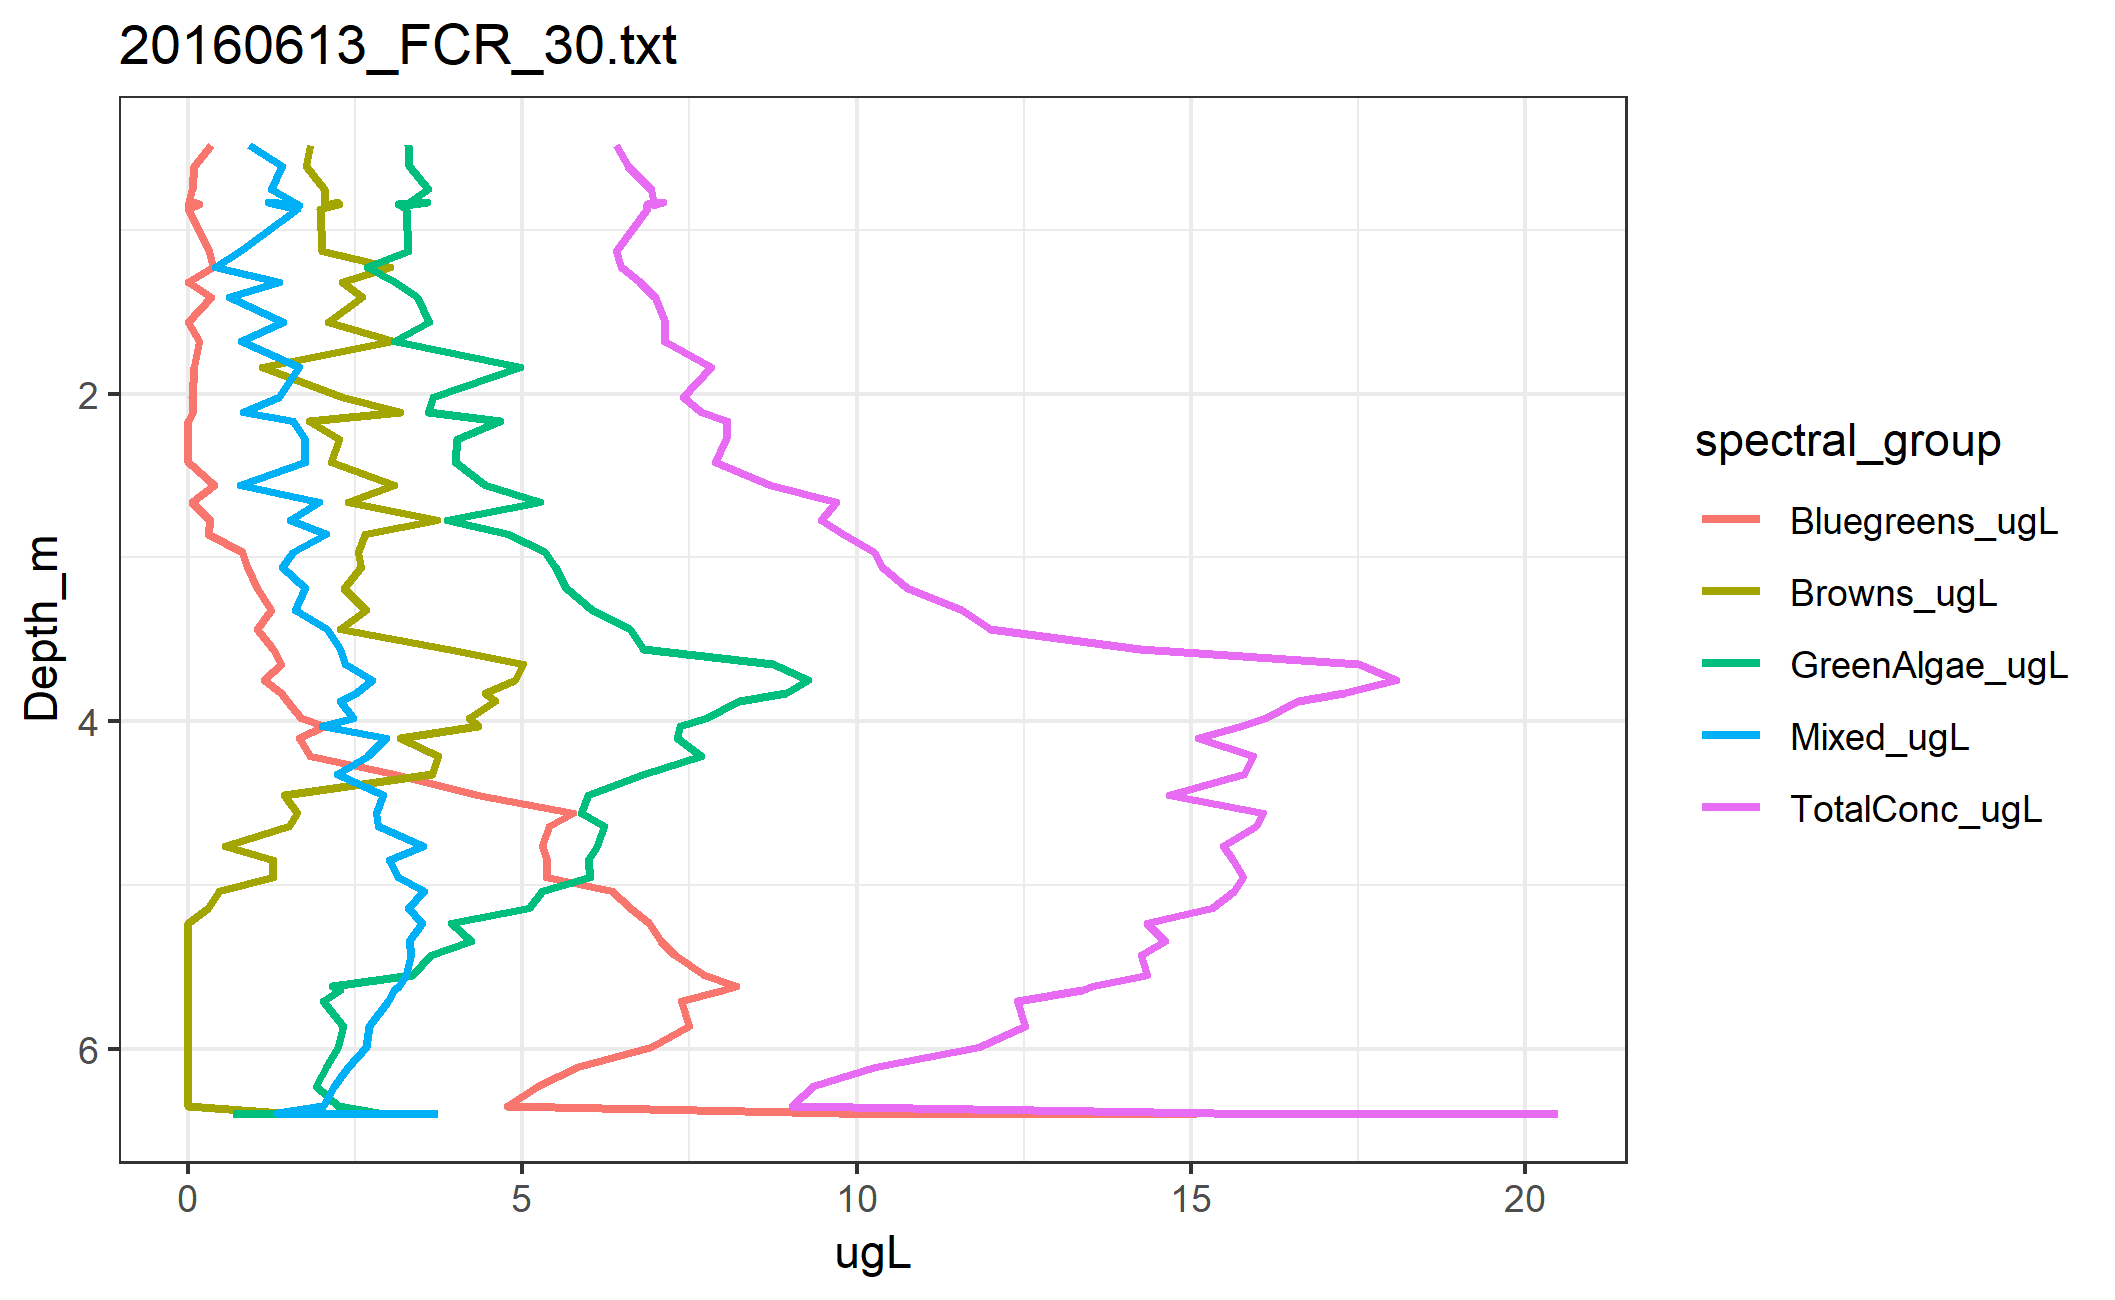 20160613_FCR_30.txt
Depth_m
2
4
6
0
5
10
15
20
ugL
spectral_group
Bluegreens_ugL
Browns_ugL
GreenAlgae_ugL
Mixed_ugL
TotalConc_ugL